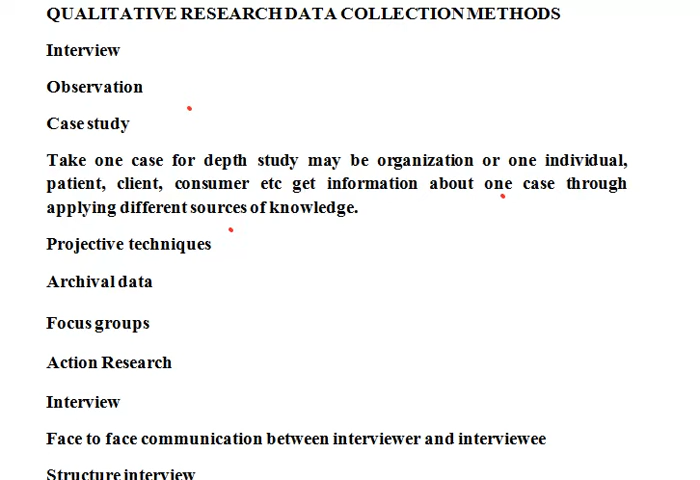 QUALITATIVE RESEARCH DATA COLLECTION METHODS
Interview
Observation
Case study
Take one case for depth study may be organization or one individual,
patient, client, consumer etc get information about one case through
applying different sources of knowledge.
Projective techniques
Archival data
Focus groups
Action Research
Interview
Face to face communication between interviewer and interviewee
Structure interview